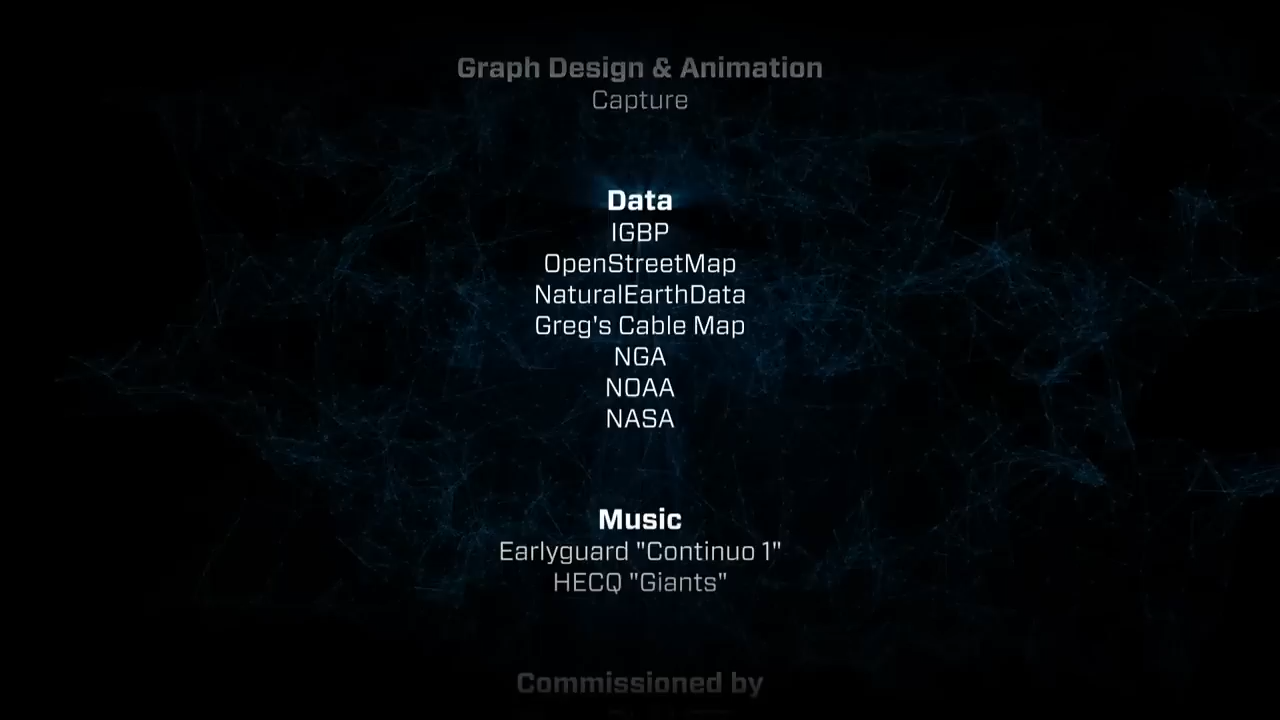 Graph Design & Animation
Capture
Data
IGBP
OpenStreetMap
NaturalEarthData
Greg's Cable Map
NGA
NOAA
NASA
Music
Earlyguard "Continuo 1"
HECQ "Giants"
Commissioned by